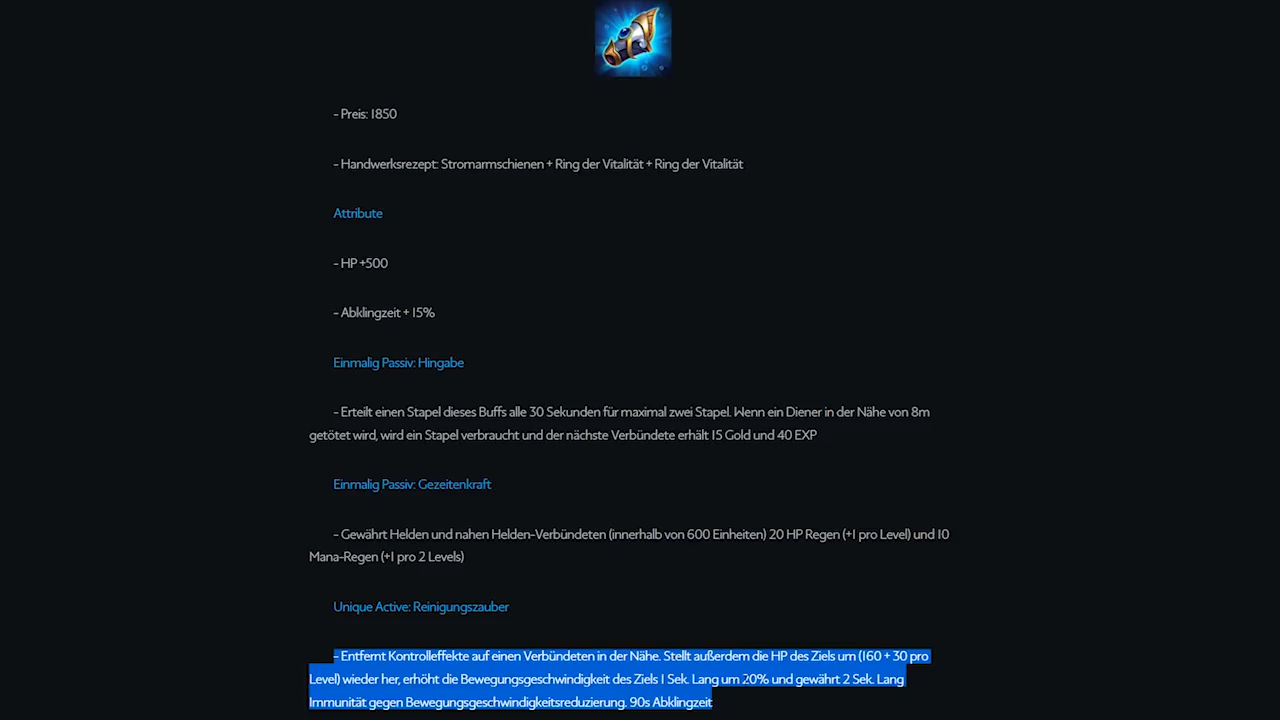 - Preis: 1850
- Handwerksrezept: Stromarmschienen + Ring der Vitalität + Ring der Vitalität
Attribute
- HP +500
- Abklingzeit + 15%
Einmalig Passiv: Hingabe
- Erteilt einen Stapel dieses Buffs alle 30 Sekunden für maximal zwei Stapel. Wenn ein Diener in der Nähe von 8m
getötet wird, wird ein Stapel verbraucht und der nächste Verbündete erhält 15 Gold und 40 EXP
Einmalig Passiv: Gezeitenkraft
- Gewährt Helden und nahen Helden-Verbündeten (innerhalb von 600 Einheiten) 20 HP Regen (+1 pro Level) und 10
Mana-Regen (+1 pro 2 Levels)
Unique Active: Reinigungszauber
- Entfernt Kontrolleffekte auf einen Verbündeten in der Nähe. Stellt außerdem die HP des Ziels um (160 + 30 pro
Level) wieder her, erhöht die Bewegungsgeschwindigkeit des Ziels 1 Sek. Lang um 20% und gewährt 2 Sek. Lang
Immunität gegen Bewegungsgeschwindigkeitsreduzierung. 90s Abklingzeit